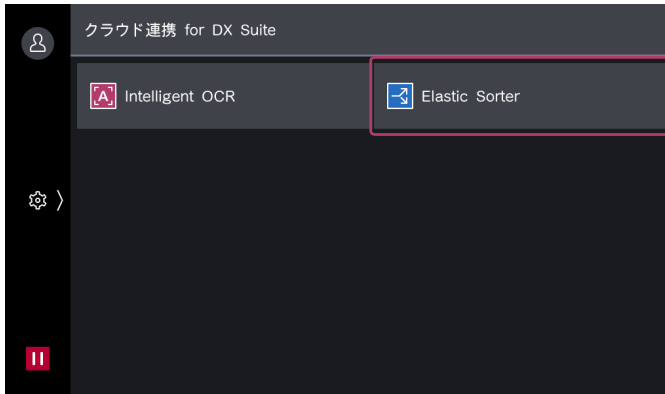 クラウド連携 for DX Suite
Intelligent OCR
Elastic Sorter